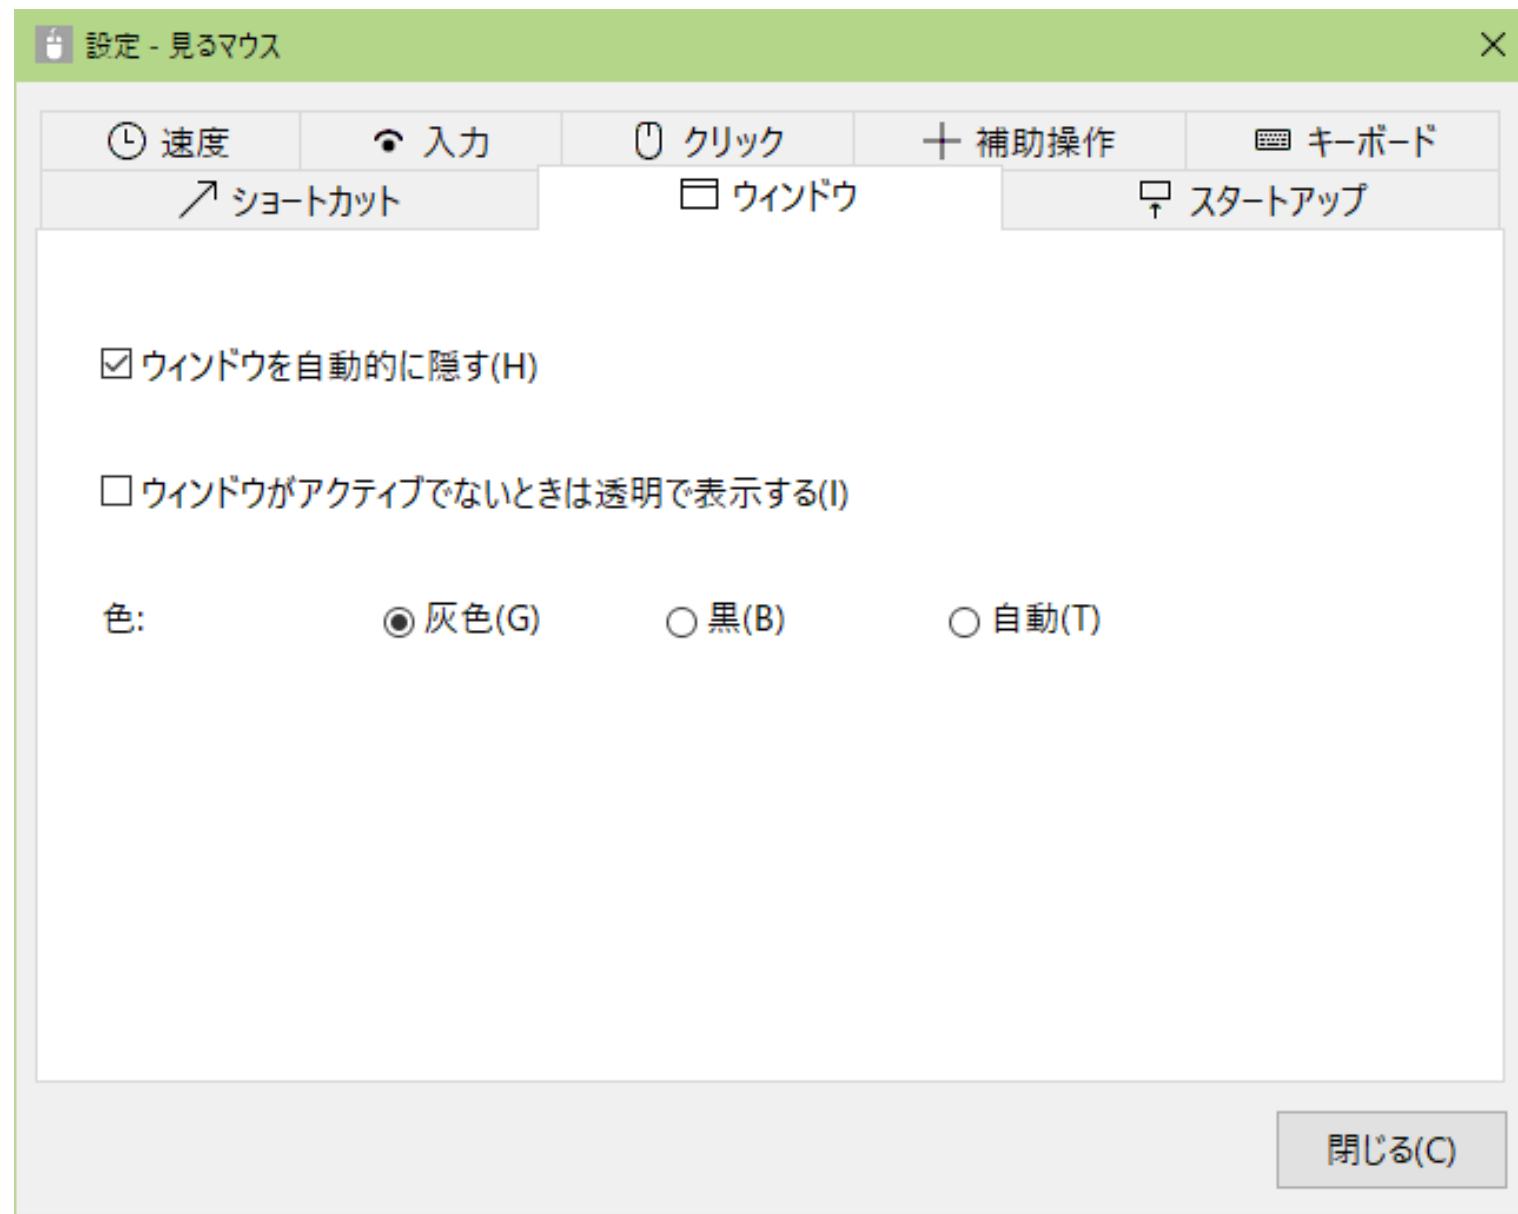 設定 - 見るマウス
速度 入力 クリック 補助操作 キーボード
ショートカット ウィンドウ スタートアップ
ウィンドウを自動的に隠す(H)
ウィンドウがアクティブでないときは透明で表示する(I)
色: 灰色(G) 黒(B) 自動(T)
閉じる(C)